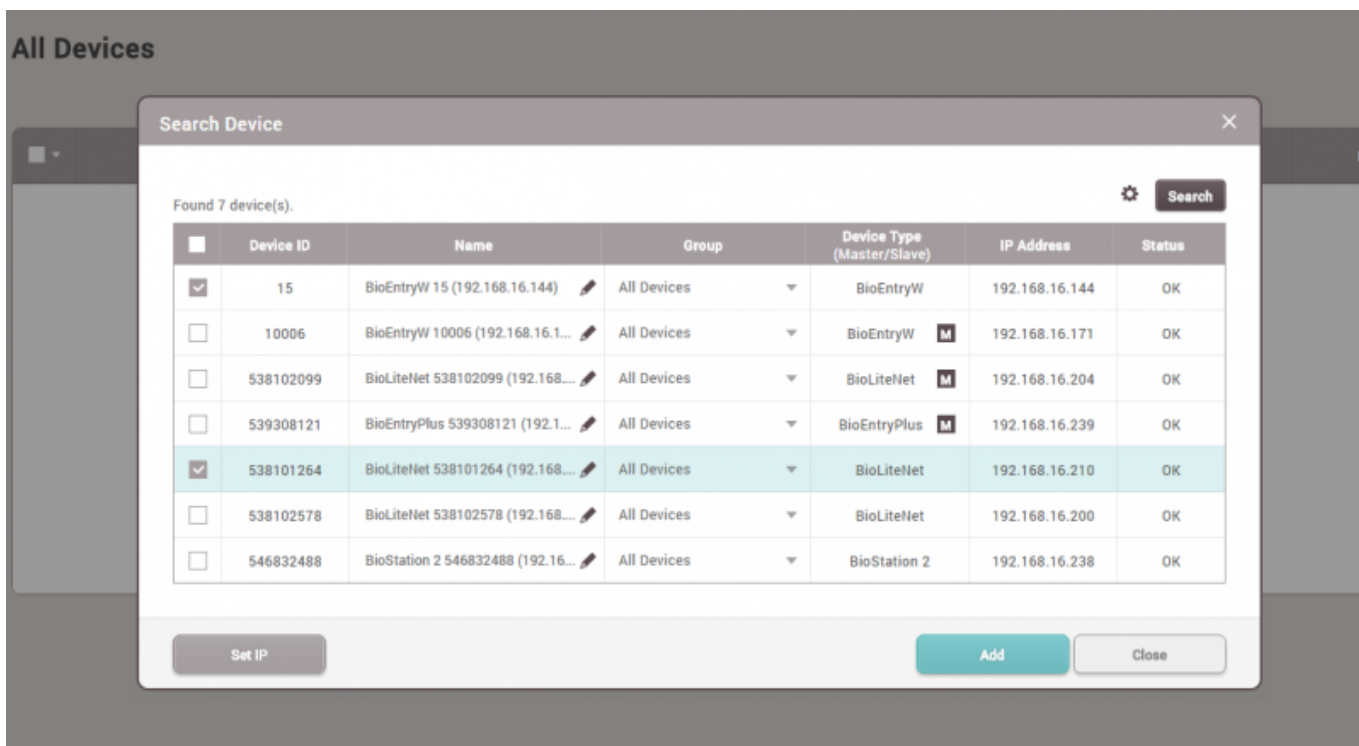 All Devices
Search Device
Found 7 device(s).
Search
Device ID Name Group Device Type (Master/Slave) IP Address Status
15 BioEntryW 15 (192.168.16.144) All Devices BioEntryW 192.168.16.144 OK
10006 BioEntryW 10006 (192.168.16.1... All Devices BioEntryW M 192.168.16.171 OK
538102099 BioLiteNet 538102099 (192.168.... All Devices BioLiteNet M 192.168.16.204 OK
539308121 BioEntryPlus 539308121 (192.1... All Devices BioEntryPlus M 192.168.16.239 OK
538101264 BioLiteNet 538101264 (192.168.... All Devices BioLiteNet 192.168.16.210 OK
538102578 BioLiteNet 538102578 (192.168.... All Devices BioLiteNet 192.168.16.200 OK
546832488 BioStation 2 546832488 (192.16... All Devices BioStation 2 192.168.16.238 OK
Set IP Add Close